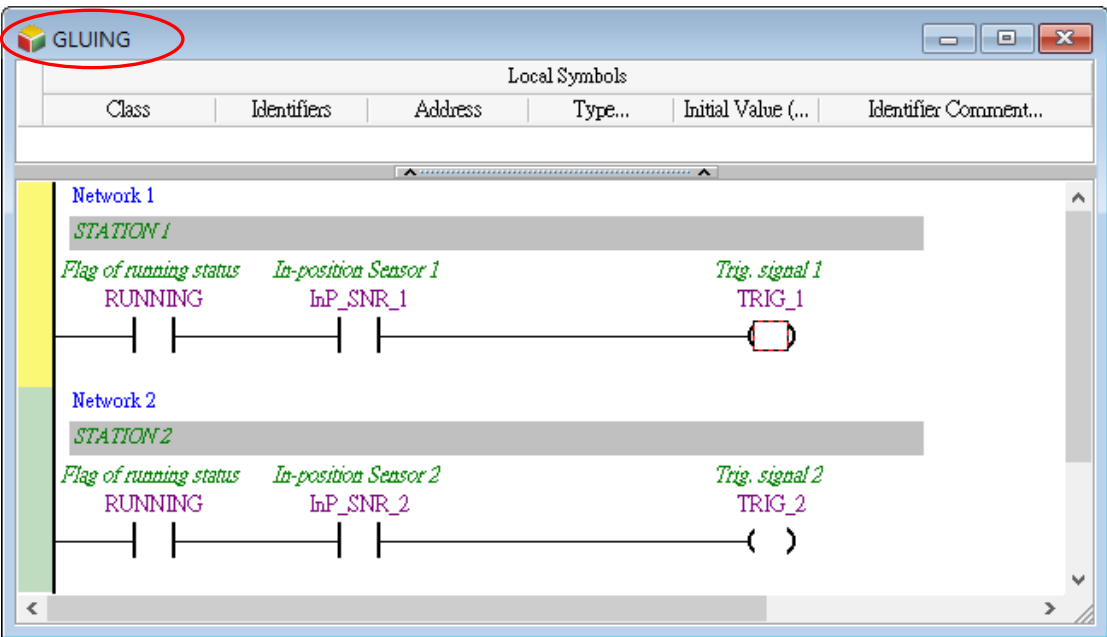 GLUING
Local Symbols
Class Identifiers Address Type... Initial Value (... Identifier Comment...
Network 1
STATION 1
Flag of running status In-position Sensor 1 Trig. signal 1
RUNNING InP_SNR_1 TRIG_1
Network 2
STATION 2
Flag of running status In-position Sensor 2 Trig. signal 2
RUNNING InP_SNR_2 TRIG_2